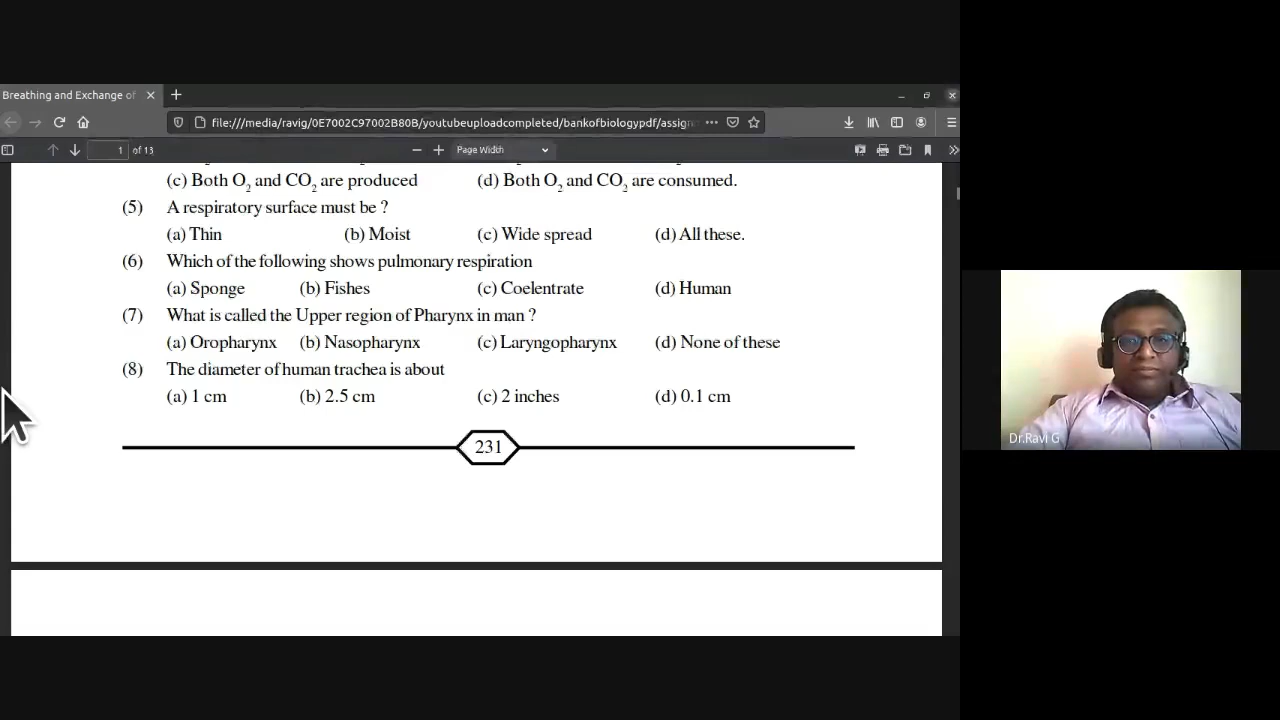 Breathing and Exchange of
file:///media/ravig/0E7002C97002B80B/youtubeuploadcompleted/bankofbiologypdf/assig
1 of 13 Page Width
(c) Both O₂ and CO₂ are produced (d) Both O₂ and CO₂ are consumed.
(5) A respiratory surface must be ?
(a) Thin (b) Moist (c) Wide spread (d) All these.
(6) Which of the following shows pulmonary respiration
(a) Sponge (b) Fishes (c) Coelentrate (d) Human
(7) What is called the Upper region of Pharynx in man ?
(a) Oropharynx (b) Nasopharynx (c) Laryngopharynx (d) None of these
(8) The diameter of human trachea is about
(a) 1 cm (b) 2.5 cm (c) 2 inches (d) 0.1 cm
231
Dr.Ravi G